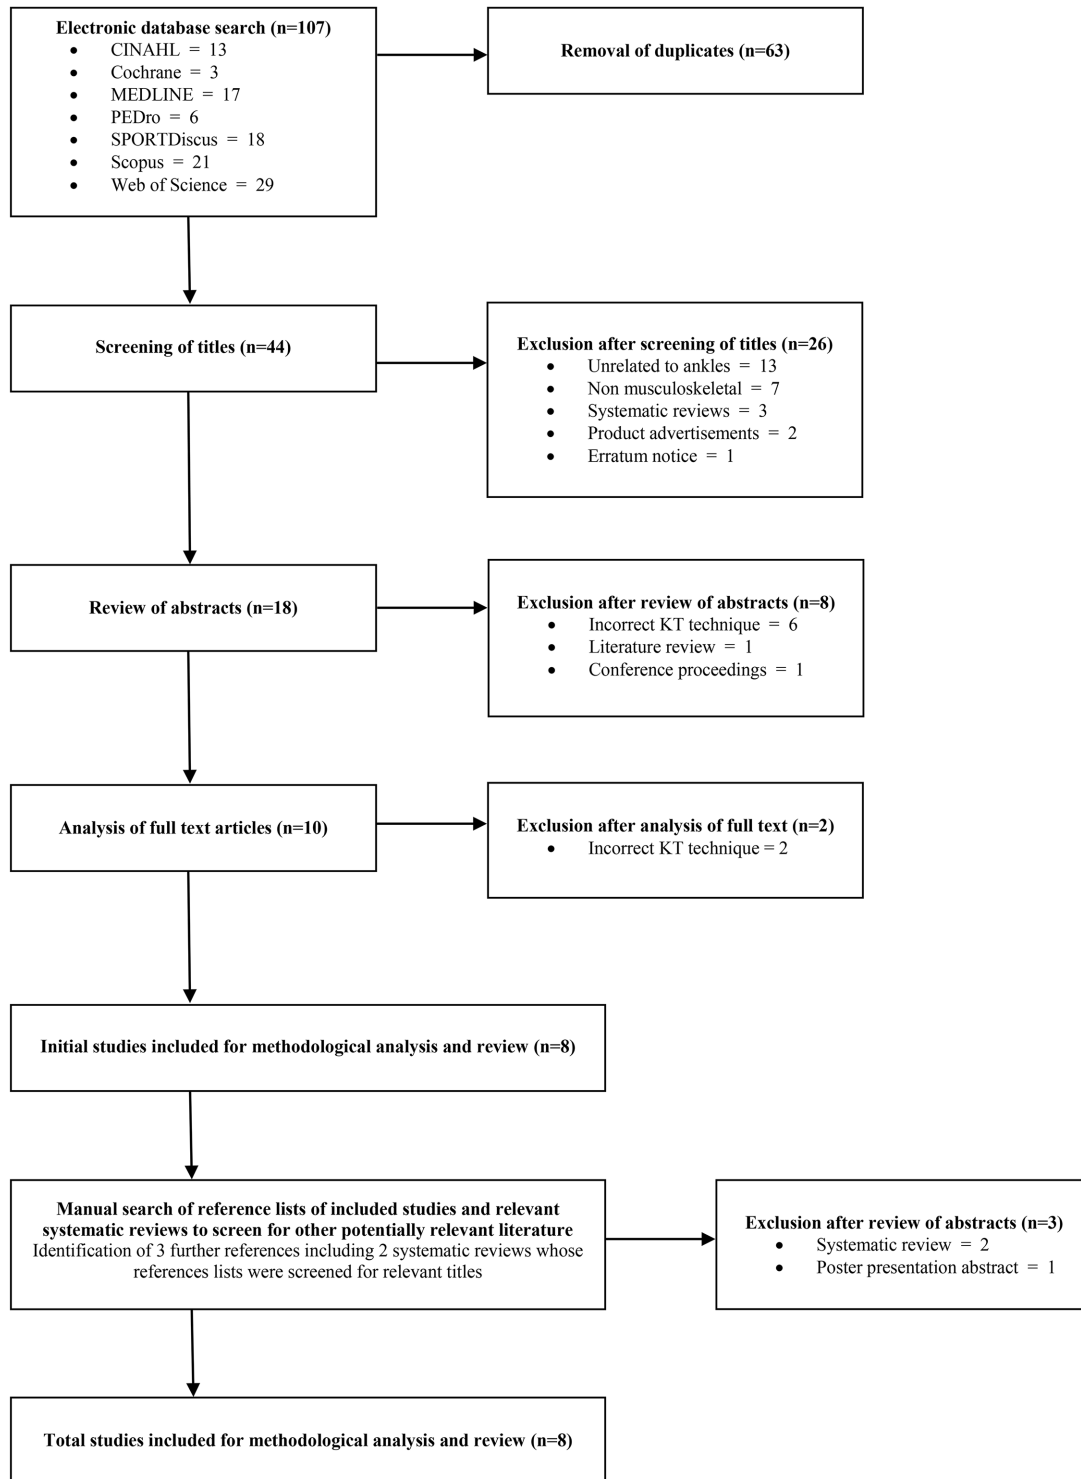 Electronic database search (n=107)
• CINAHL = 13
• Cochrane = 3
• MEDLINE = 17
• PEDro = 6
• SPORTDiscus = 18
• Scopus = 21
• Web of Science = 29
Removal of duplicates (n=63)
Screening of titles (n=44)
Exclusion after screening of titles (n=26)
• Unrelated to ankles = 13
• Non musculoskeletal = 7
• Systematic reviews = 3
• Product advertisements = 2
• Erratum notice = 1
Review of abstracts (n=18)
Exclusion after review of abstracts (n=8)
• Incorrect KT technique = 6
• Literature review = 1
• Conference proceedings = 1
Analysis of full text articles (n=10)
Exclusion after analysis of full text (n=2)
• Incorrect KT technique = 2
Initial studies included for methodological analysis and review (n=8)
Manual search of reference lists of included studies and relevant
systematic reviews to screen for other potentially relevant literature
Identification of 3 further references including 2 systematic reviews whose
references lists were screened for relevant titles
Exclusion after review of abstracts (n=3)
• Systematic review = 2
• Poster presentation abstract = 1
Total studies included for methodological analysis and review (n=8)